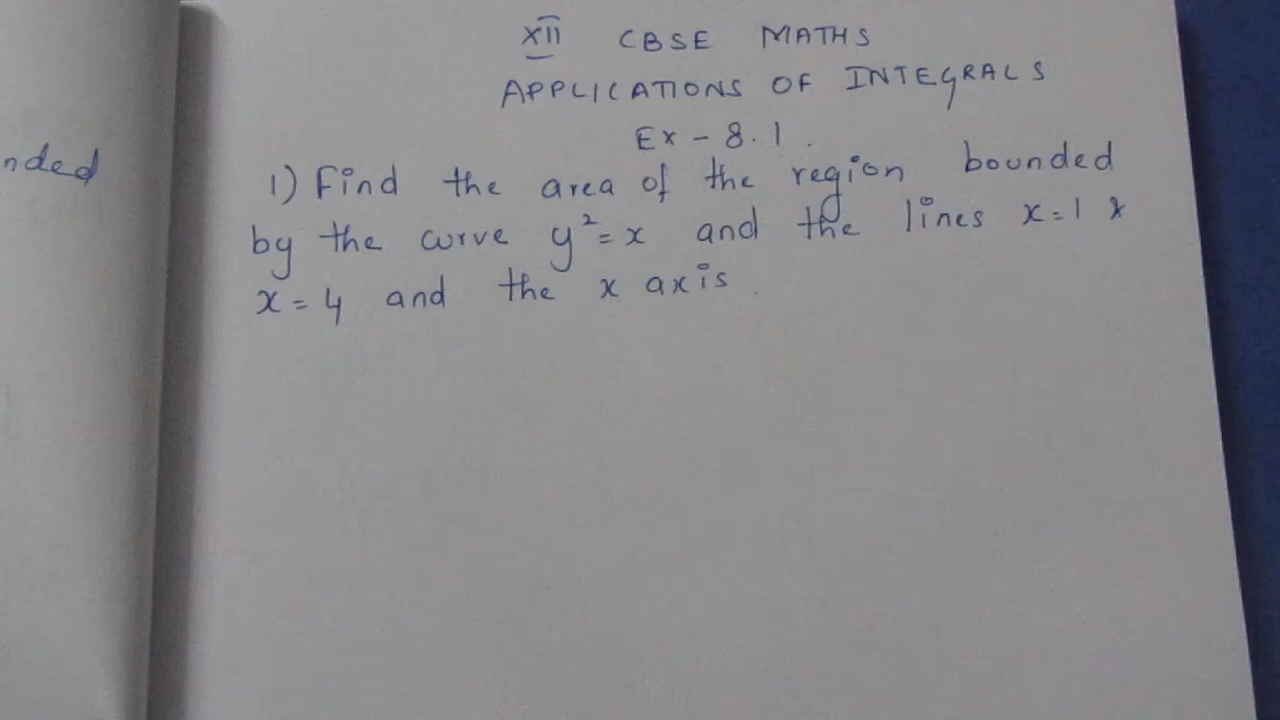 XII CBSE MATHS
APPLICATIONS OF INTEGRALS
Ex - 8.1.
nded
1) Find the area of the region bounded
by the curve y² = x and the lines x = 1 &
x = 4 and the x axis.